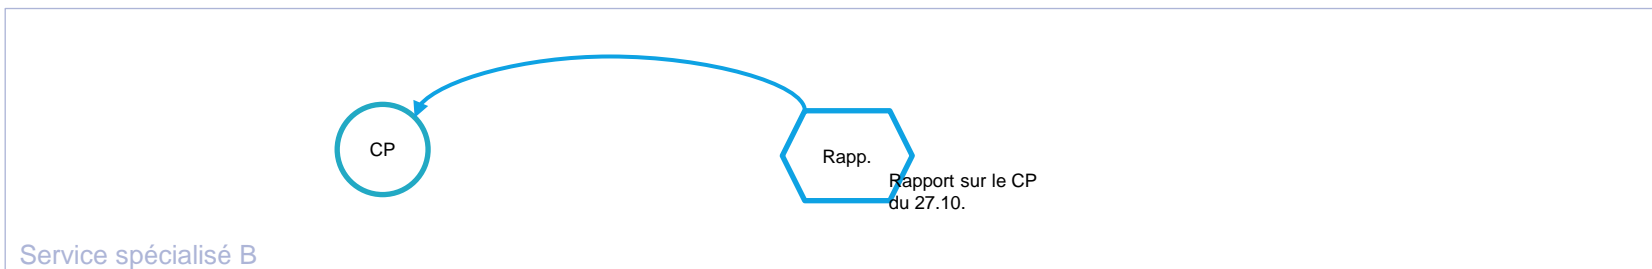 CP
Rapp.
Rapport sur le CP
du 27.10.
Service spécialisé B